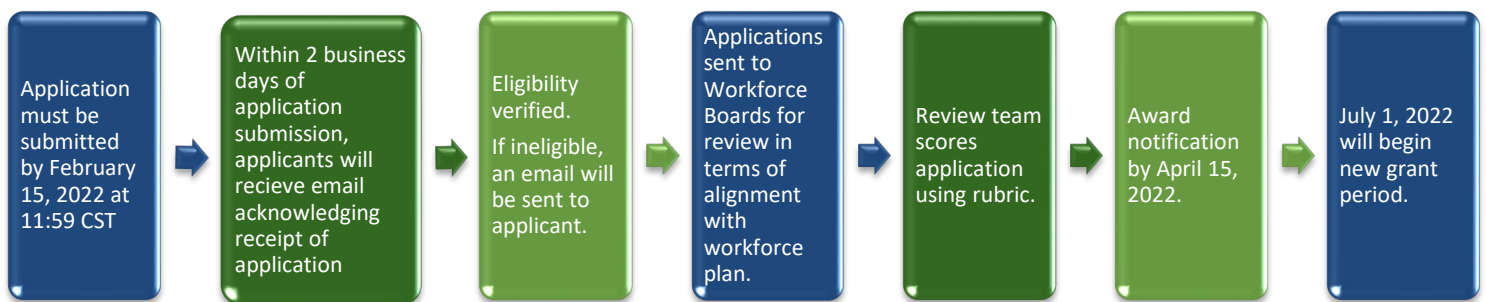 Application
must be
submitted
by February
15, 2022 at
11:59 CST
Within 2 business
days of
application
submission,
applicants will
recieve email
acknowledging
receipt of
application
Eligibility
verified.
If ineligible,
an email will
be sent to
applicant.
Applications
sent to
Workforce
Boards for
review in
terms of
alignment
with
workforce
plan.
Review team
scores
application
using rubric.
Award
notification
by April 15,
2022.
July 1, 2022
will begin
new grant
period.